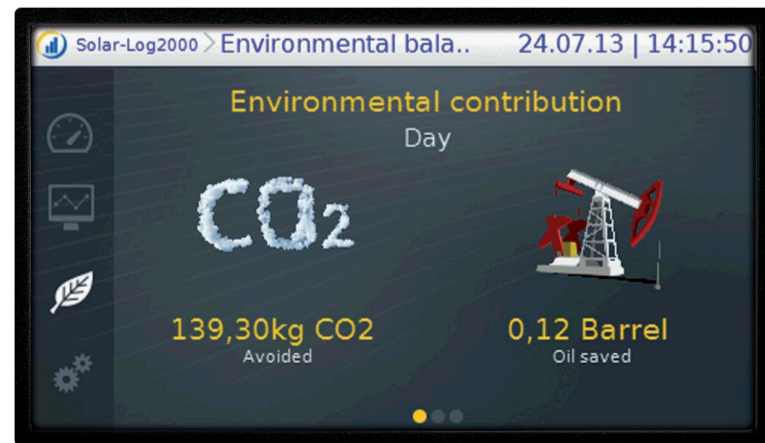 Solar-Log2000 > Environmental bala.. 24.07.13 | 14:15:50
Environmental contribution
Day
CO2
139,30kg CO2
Avoided
0,12 Barrel
Oil saved